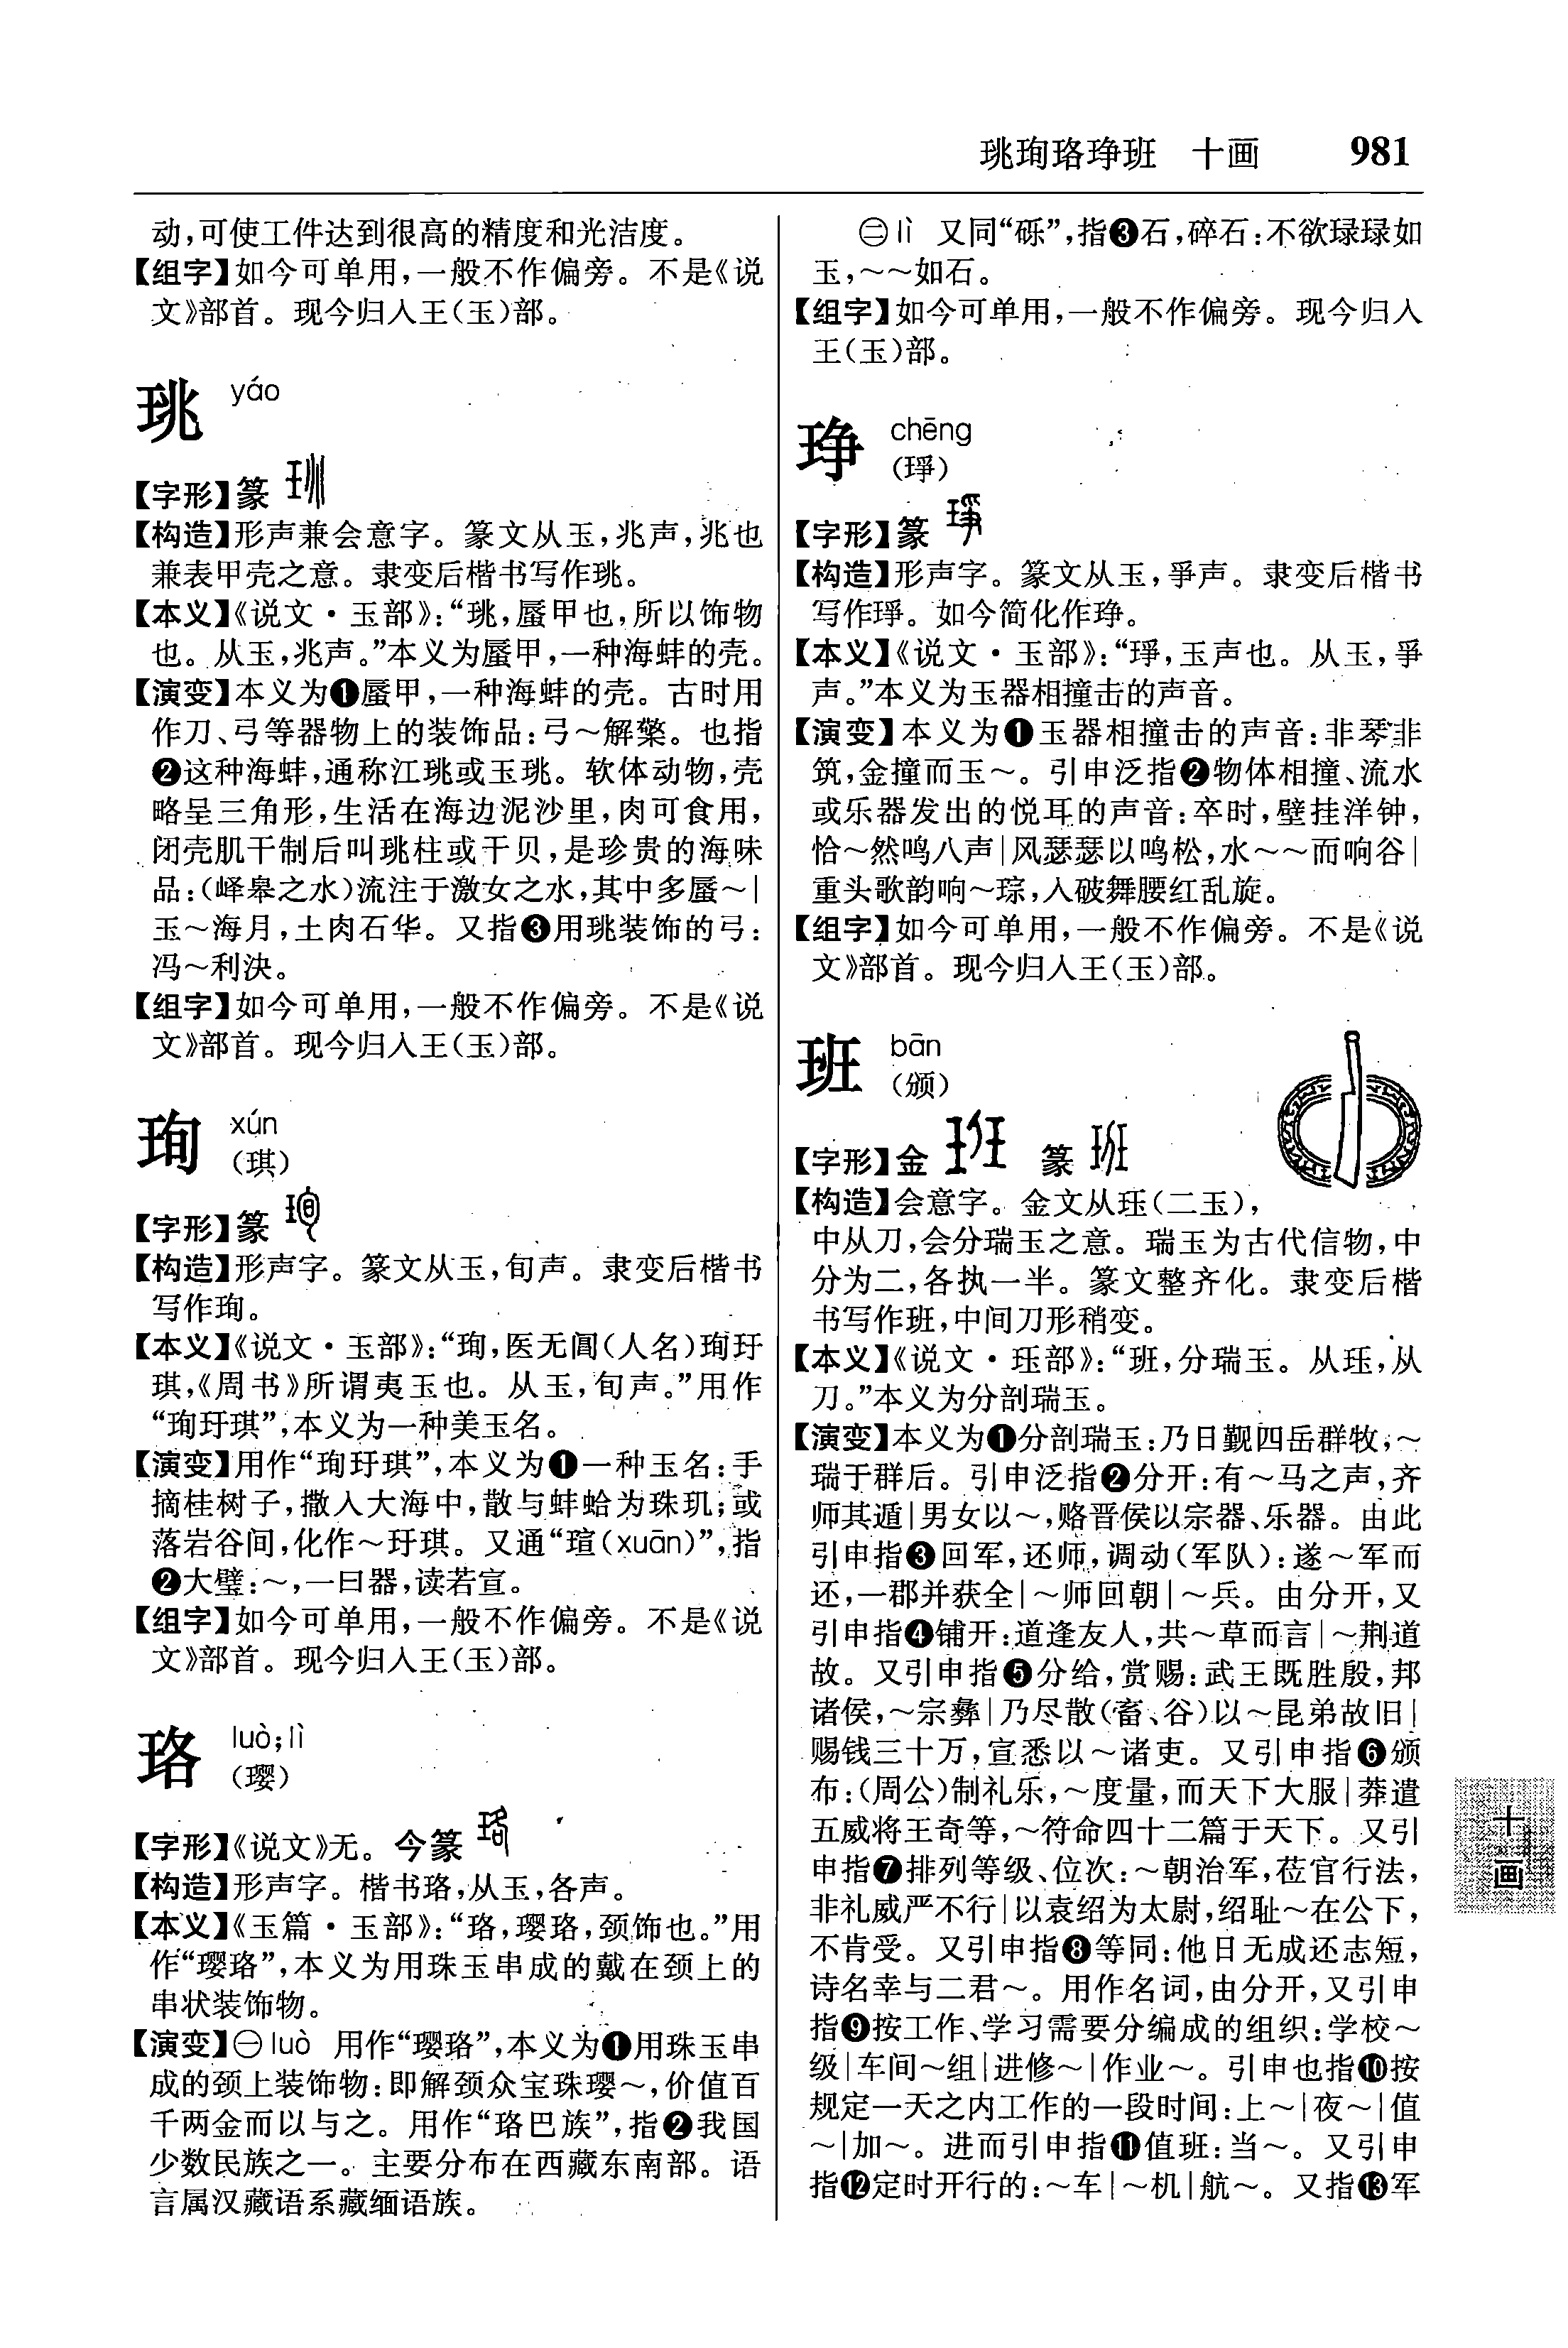 珧珣珞琤班 十画 981
动,可使工件达到很高的精度和光洁度。
【组字】如今可单用,一般不作偏旁。不是《说
文》部首。现今归入王(玉)部。
珧 yáo
【字形】篆
【构造】形声兼会意字。篆文从玉,兆声,兆也
兼表甲壳之意。隶变后楷书写作珧。
【本义】《说文·玉部》:“珧,蜃甲也,所以饰物
也。从玉,兆声。”本义为蜃甲,一种海蚌的壳。
【演变】本义为❶蜃甲,一种海蚌的壳。古时用
作刀、弓等器物上的装饰品:弓～解檠。也指
❷这种海蚌,通称江珧或玉珧。软体动物,壳
略呈三角形,生活在海边泥沙里,肉可食用,
闭壳肌干制后叫珧柱或干贝,是珍贵的海味
品:(峄皋之水)流注于激女之水,其中多蜃～|
玉～海月,土肉石华。又指❸用珧装饰的弓:
冯～利决。
【组字】如今可单用,一般不作偏旁。不是《说
文》部首。现今归入王(玉)部。
珣 xún
(琪)
【字形】篆
【构造】形声字。篆文从玉,旬声。隶变后楷书
写作珣。
【本义】《说文·玉部》:“珣,医无闾(人名)珣玗
琪,《周书》所谓夷玉也。从玉,旬声。”用作
“珣玗琪”,本义为一种美玉名。
【演变】用作“珣玗琪”,本义为❶一种玉名:手
摘桂树子,撒入大海中,散与蚌蛤为珠玑;或
落岩谷间,化作～玗琪。又通“瑄(xuān)”,指
❷大璧:～,一曰器,读若宣。
【组字】如今可单用,一般不作偏旁。不是《说
文》部首。现今归入王(玉)部。
珞 luò;lì
(璎)
【字形】《说文》无。今篆
【构造】形声字。楷书珞,从玉,各声。
【本义】《玉篇·玉部》:“珞,璎珞,颈饰也。”用
作“璎珞”,本义为用珠玉串成的戴在颈上的
串状装饰物。
【演变】㊀luò 用作“璎珞”,本义为❶用珠玉串
成的颈上装饰物:即解颈众宝珠璎～,价值百
千两金而以与之。用作“珞巴族”,指❷我国
少数民族之一。主要分布在西藏东南部。语
言属汉藏语系藏缅语族。
㊁lì 又同“砾”,指❸石,碎石:不欲琭琭如
玉,～～如石。
【组字】如今可单用,一般不作偏旁。现今归入
王(玉)部。
琤 chēng
(琤)
【字形】篆
【构造】形声字。篆文从玉,爭声。隶变后楷书
写作琤。如今简化作琤。
【本义】《说文·玉部》:“琤,玉声也。从玉,爭
声。”本义为玉器相撞击的声音。
【演变】本义为❶玉器相撞击的声音:非琴非
筑,金撞而玉～。引申泛指❷物体相撞、流水
或乐器发出的悦耳的声音:卒时,壁挂洋钟,
恰～然鸣八声|风瑟瑟以鸣松,水～～而响谷|
重头歌韵响～琮,入破舞腰红乱旋。
【组字】如今可单用,一般不作偏旁。不是《说
文》部首。现今归入王(玉)部。
班 bān
(颁)
【字形】金 篆
【构造】会意字。金文从珏(二玉),
中从刀,会分瑞玉之意。瑞玉为古代信物,中
分为二,各执一半。篆文整齐化。隶变后楷
书写作班,中间刀形稍变。
【本义】《说文·珏部》:“班,分瑞玉。从珏,从
刀。”本义为分剖瑞玉。
【演变】本义为❶分剖瑞玉:乃日觐四岳群牧,～
瑞于群后。引申泛指❷分开:有～马之声,齐
师其遁|男女以～,赂晋侯以宗器、乐器。由此
引申指❸回军,还师,调动(军队):遂～军而
还,一郡并获全|～师回朝|～兵。由分开,又
引申指❹铺开:道逢友人,共～草而言|～荆道
故。又引申指❺分给,赏赐:武王既胜殷,邦
诸侯,～宗彝|乃尽散(畜、谷)以～昆弟故旧|
赐钱三十万,宣悉以～诸吏。又引申指❻颁
布:(周公)制礼乐,～度量,而天下大服|莽遣
五威将王奇等,～符命四十二篇于天下。又引
申指❼排列等级、位次:～朝治军,莅官行法,
非礼威严不行|以袁绍为太尉,绍耻～在公下,
不肯受。又引申指❽等同:他日无成还志短,
诗名幸与二君～。用作名词,由分开,又引申
指❾按工作、学习需要分编成的组织:学校～
级|车间～组|进修～|作业～。引申也指❿按
规定一天之内工作的一段时间:上～|夜～|值
～|加～。进而引申指⓫值班:当～。又引申
指⓬定时开行的:～车|～机|航～。又指⓭军
十画